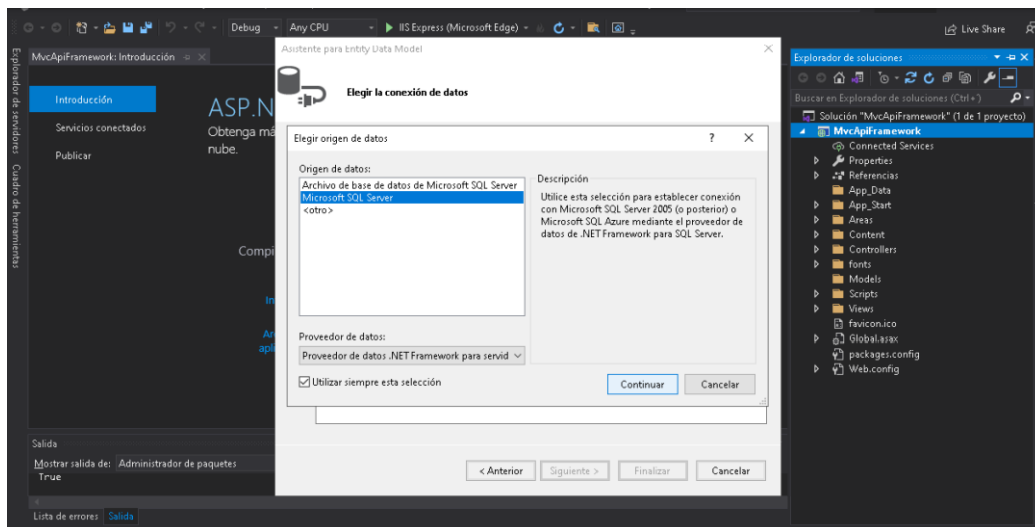 Debug
Any CPU
IIS Express (Microsoft Edge)
Live Share
Explorador de servidores
Cuadro de herramientas
MvcApiFramework: Introducción
Introducción
Servicios conectados
Publicar
ASP.N
Obtenga má
nube.
Compi
In
Ar
apli
Asistente para Entity Data Model
Elegir la conexión de datos
Elegir origen de datos
?
Origen de datos:
Archivo de base de datos de Microsoft SQL Server
Microsoft SQL Server
<otro>
Descripción
Utilice esta selección para establecer conexión
con Microsoft SQL Server 2005 (o posterior) o
Microsoft SQL Azure mediante el proveedor de
datos de .NET Framework para SQL Server.
Proveedor de datos:
Proveedor de datos .NET Framework para servid
Utilizar siempre esta selección
Continuar
Cancelar
< Anterior
Siguiente >
Finalizar
Cancelar
Explorador de soluciones
Buscar en Explorador de soluciones (Ctrl+')
Solución "MvcApiFramework" (1 de 1 proyecto)
MvcApiFramework
Connected Services
Properties
Referencias
App_Data
App_Start
Areas
Content
Controllers
fonts
Models
Scripts
Views
favicon.ico
Global.asax
packages.config
Web.config
Salida
Mostrar salida de: Administrador de paquetes
True
Lista de errores Salida